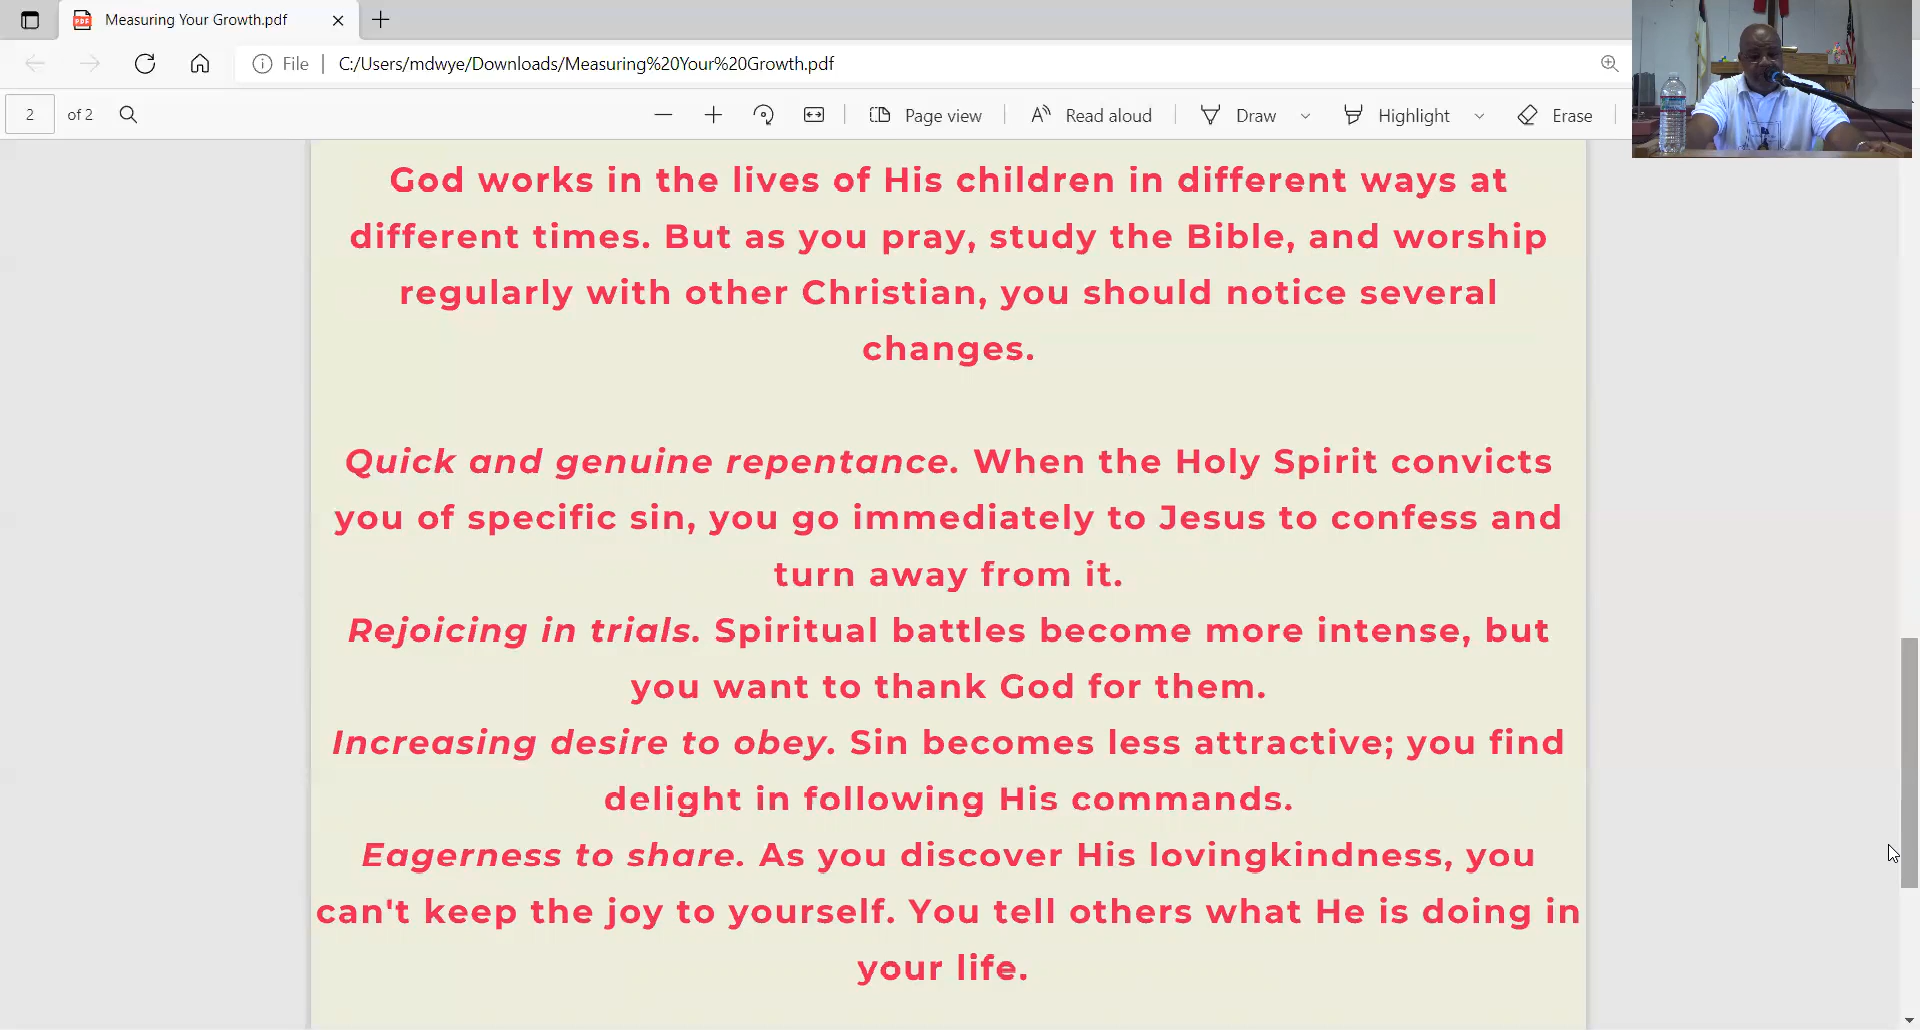 Measuring Your Growth.pdf
File
C:/Users/mdwye/Downloads/Measuring%20Your%20Growth.pdf
2 of 2
Page view
Read aloud
Draw
Highlight
Erase
God works in the lives of His children in different ways at
different times. But as you pray, study the Bible, and worship
regularly with other Christian, you should notice several
changes.
Quick and genuine repentance. When the Holy Spirit convicts
you of specific sin, you go immediately to Jesus to confess and
turn away from it.
Rejoicing in trials. Spiritual battles become more intense, but
you want to thank God for them.
Increasing desire to obey. Sin becomes less attractive; you find
delight in following His commands.
Eagerness to share. As you discover His lovingkindness, you
can't keep the joy to yourself. You tell others what He is doing in
your life.